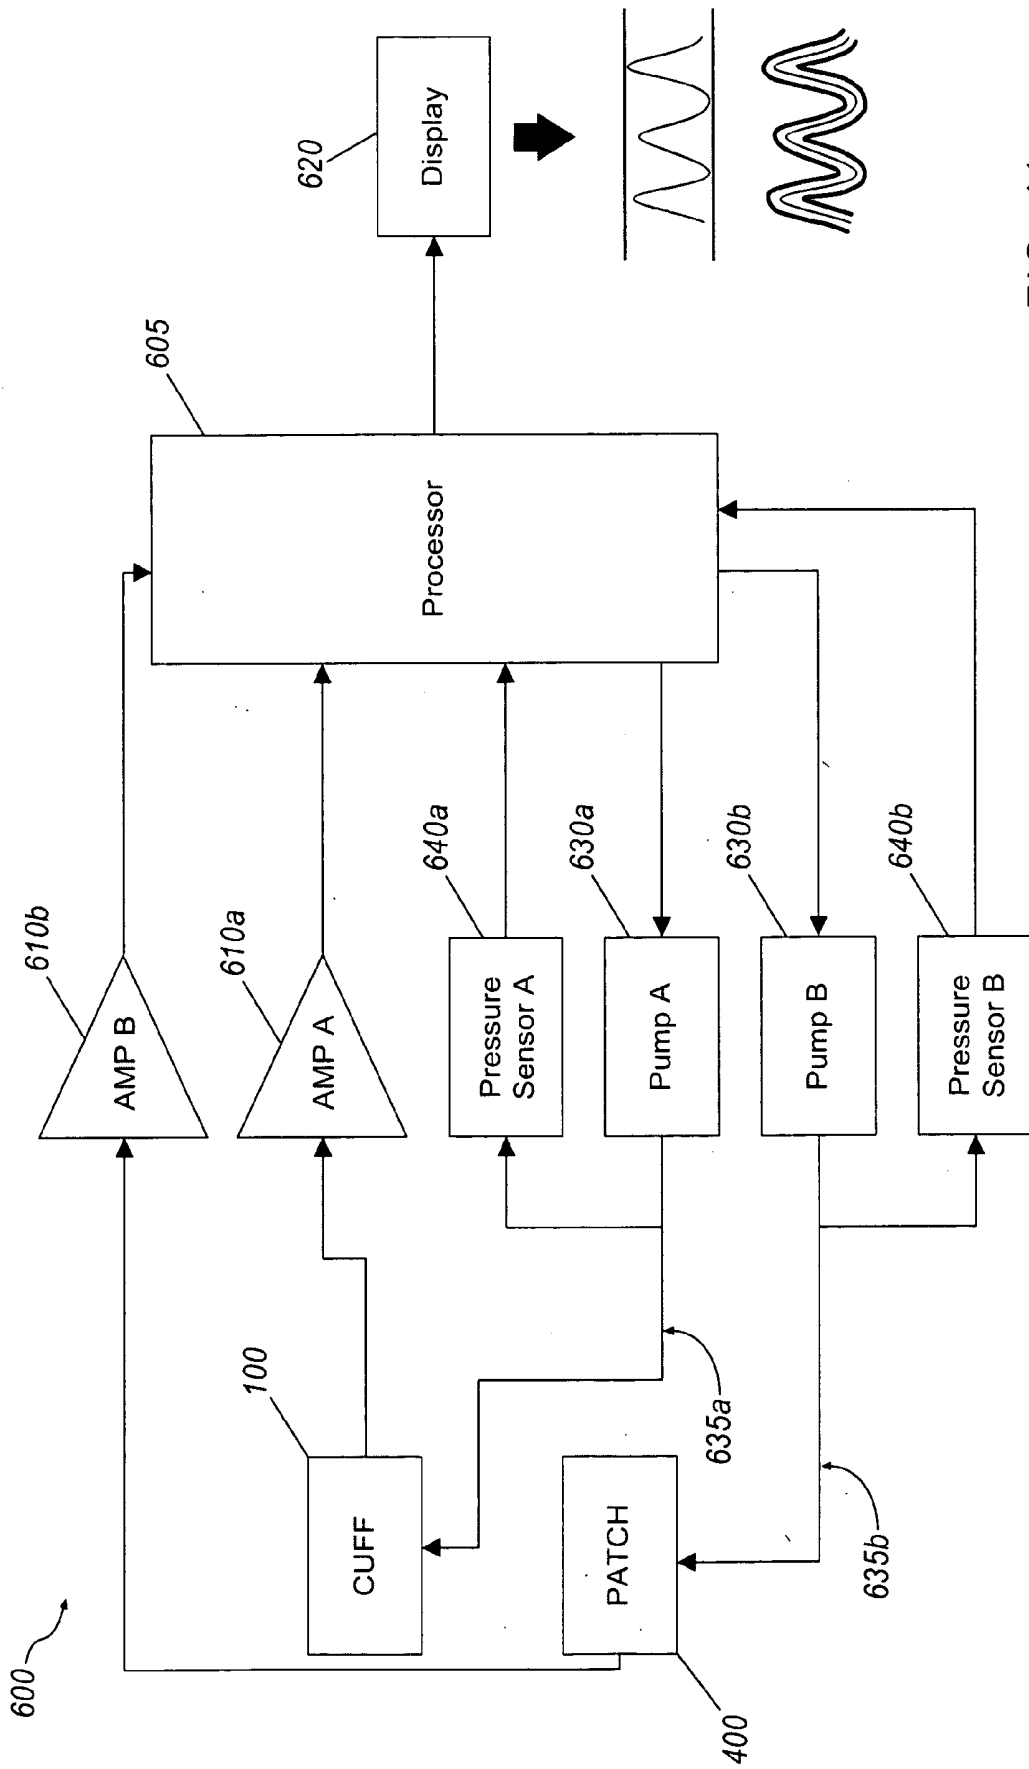 600
610b
AMP B
605
610a
100
620
AMP A
CUFF
Processor
Display
640a
Pressure
Sensor A
630a
PATCH
Pump A
635a
400
630b
Pump B
635b
640b
Pressure
Sensor B